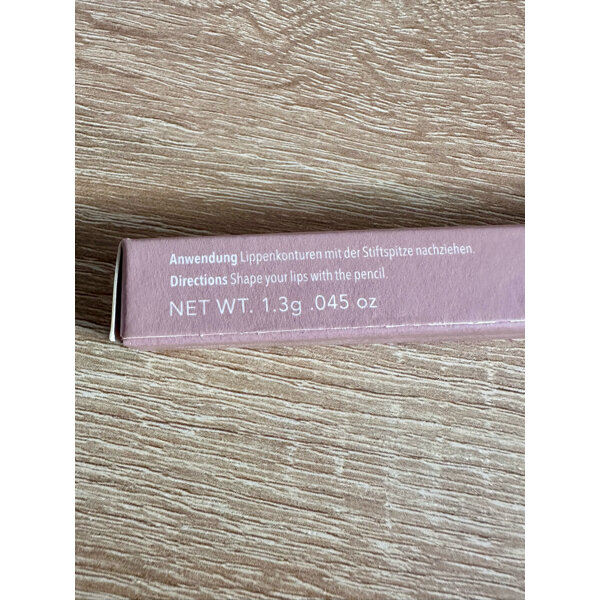 Anwendung Lippenkonturen mit der Stiftspitze nachziehen.
Directions Shape your lips with the pencil.
NET WT. 1.3g .045 oz